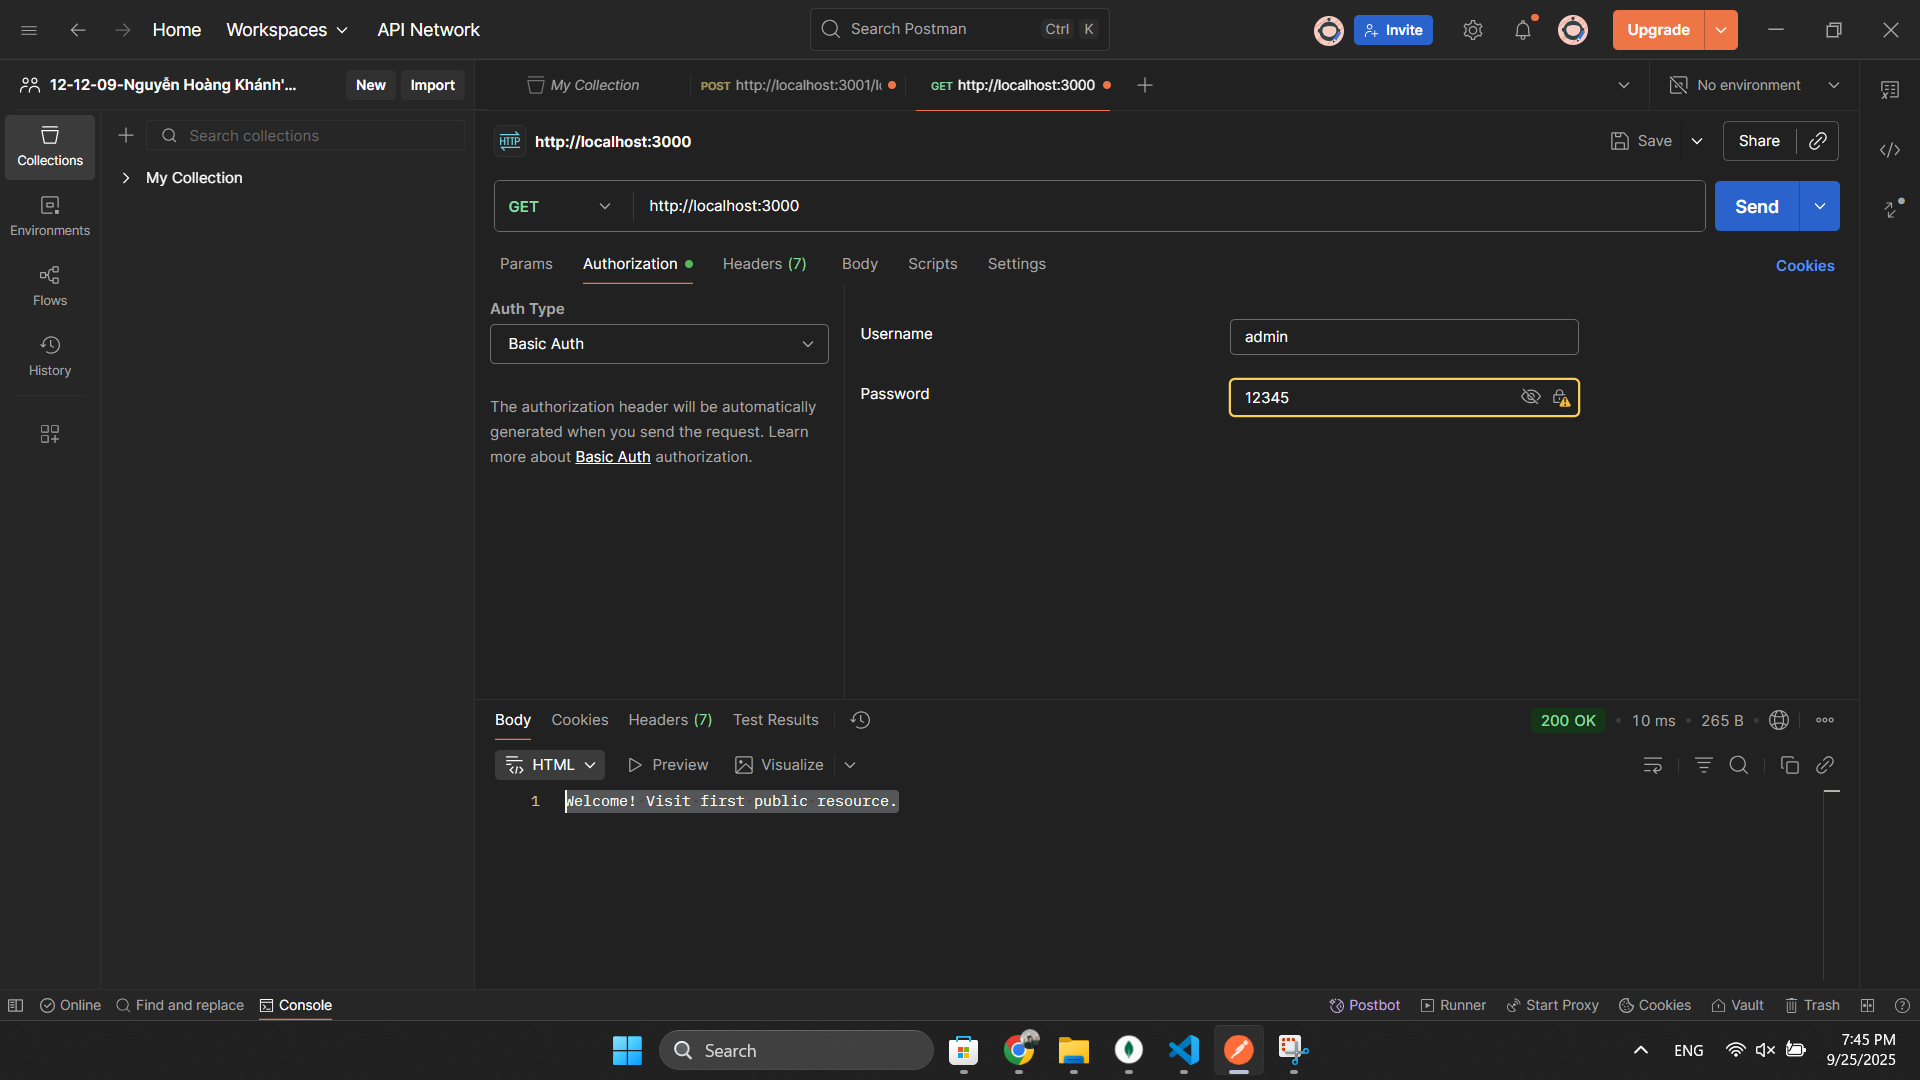 Home
Workspaces
API Network
Search Postman
Ctrl K
Invite
Upgrade
12-12-09-Nguyễn Hoàng Khánh'...
New
Import
My Collection
POST http://localhost:3001/l
GET http://localhost:3000
No environment
Collections
Environments
Flows
History
Search collections
My Collection
HTTP
http://localhost:3000
Save
Share
GET
http://localhost:3000
Send
Params
Authorization
Headers (7)
Body
Scripts
Settings
Cookies
Auth Type
Basic Auth
The authorization header will be automatically
generated when you send the request. Learn
more about Basic Auth authorization.
Username
admin
Password
12345
Body
Cookies
Headers (7)
Test Results
200 OK
10 ms
265 B
HTML
Preview
Visualize
1
Welcome! Visit first public resource.
Online
Find and replace
Console
Postbot
Runner
Start Proxy
Cookies
Vault
Trash
Search
ENG
7:45 PM
9/25/2025